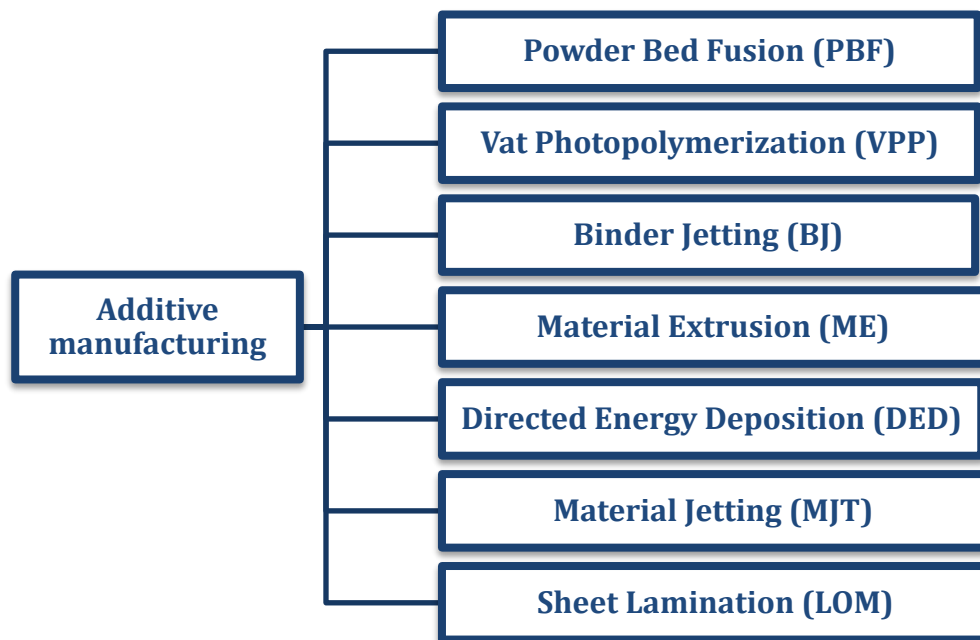 Powder Bed Fusion (PBF)
Vat Photopolymerization (VPP)
Binder Jetting (BJ)
Additive
manufacturing
Material Extrusion (ME)
Directed Energy Deposition (DED)
Material Jetting (MJT)
Sheet Lamination (LOM)